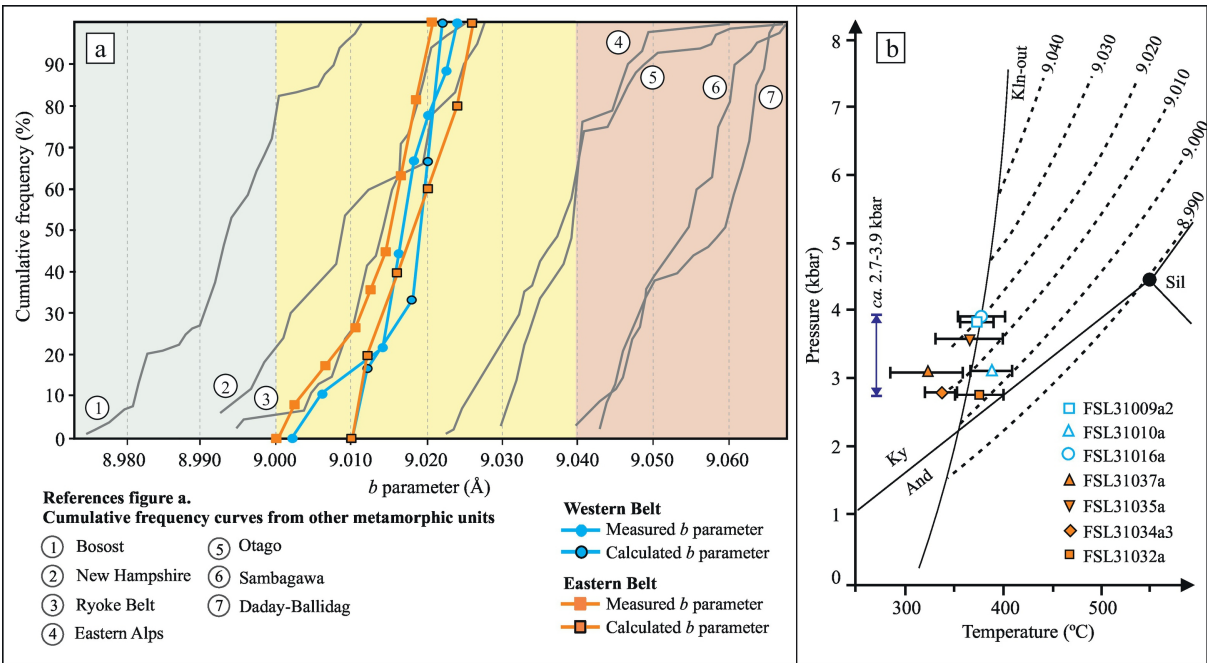 a
Cumulative frequency (%)
90
80
70
60
50
40
30
20
10
0
1
2
3
4
5
6
7
8.980
8.990
9.000
9.010
9.020
9.030
9.040
9.050
9.060
b parameter (Å)
References figure a.
Cumulative frequency curves from other metamorphic units
1 Bosost
2 New Hampshire
3 Ryoke Belt
4 Eastern Alps
5 Otago
6 Sambagawa
7 Daday-Ballidag
Western Belt
Measured b parameter
Calculated b parameter
Eastern Belt
Measured b parameter
Calculated b parameter
b
Pressure (kbar)
8
7
6
5
4
3
2
1
0
ca. 2.7-3.9 kbar
Kln-out
9.040
9.030
9.020
9.010
9.000
8.990
Sil
Ky
And
FSL31009a2
FSL31010a
FSL31016a
FSL31037a
FSL31035a
FSL31034a3
FSL31032a
300
400
500
Temperature (ºC)